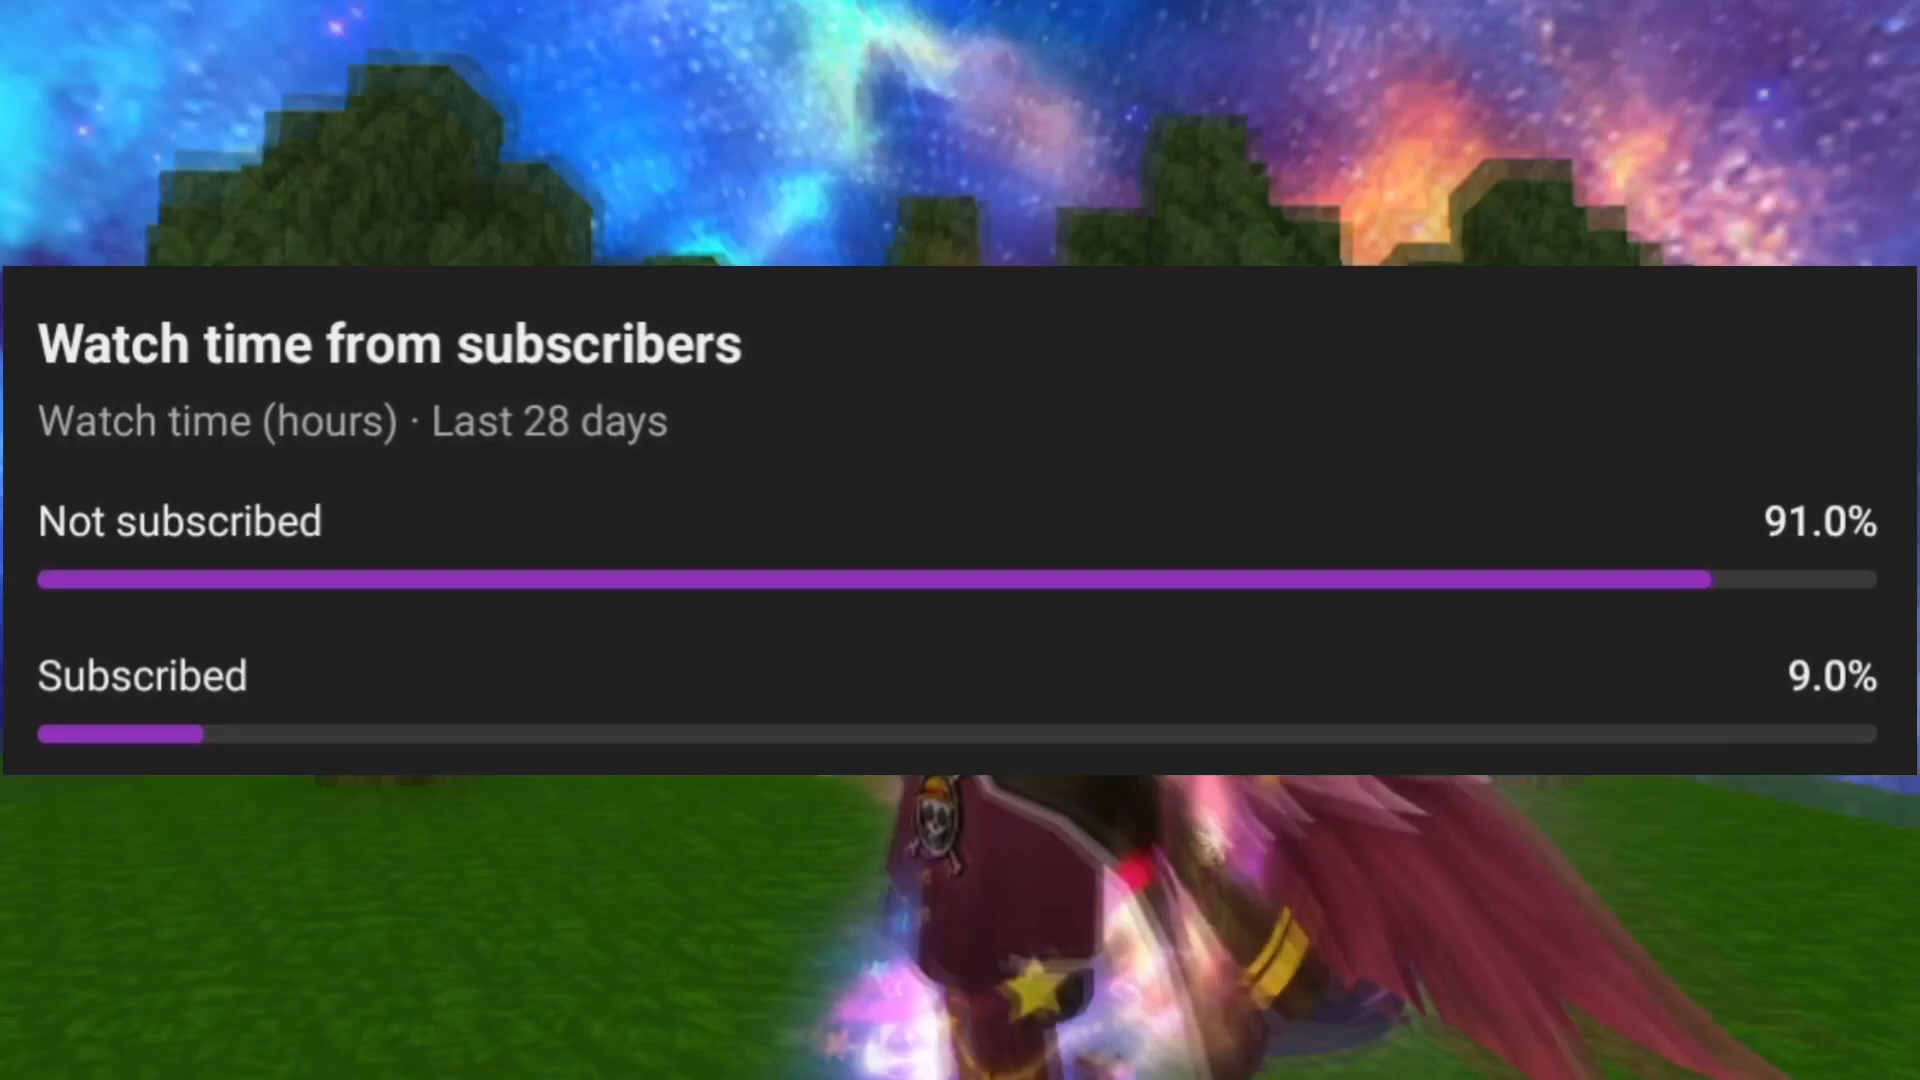 Watch time from subscribers
Watch time (hours) · Last 28 days
Not subscribed 91.0%
Subscribed 9.0%